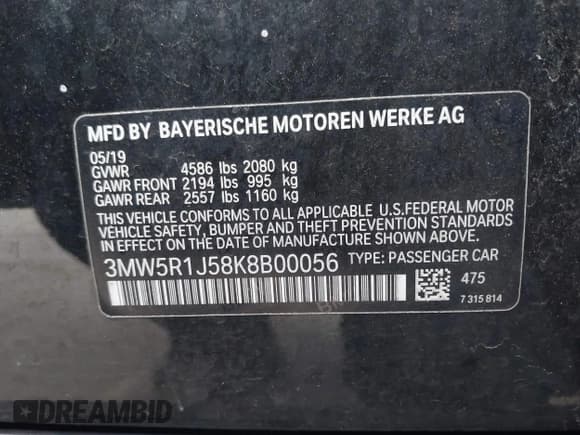 MFD BY BAYERISCHE MOTOREN WERKE AG
05/19
GVWR 4586 lbs 2080 kg
GAWR FRONT 2194 lbs 995 kg
GAWR REAR 2557 lbs 1160 kg
THIS VEHICLE CONFORMS TO ALL APPLICABLE U.S.FEDERAL MOTOR
VEHICLE SAFETY, BUMPER, AND THEFT PREVENTION STANDARDS
IN EFFECT ON THE DATE OF MANUFACTURE SHOWN ABOVE.
3MW5R1J58K8B00056 TYPE: PASSENGER CAR
475
7 315 814
DREAMBID